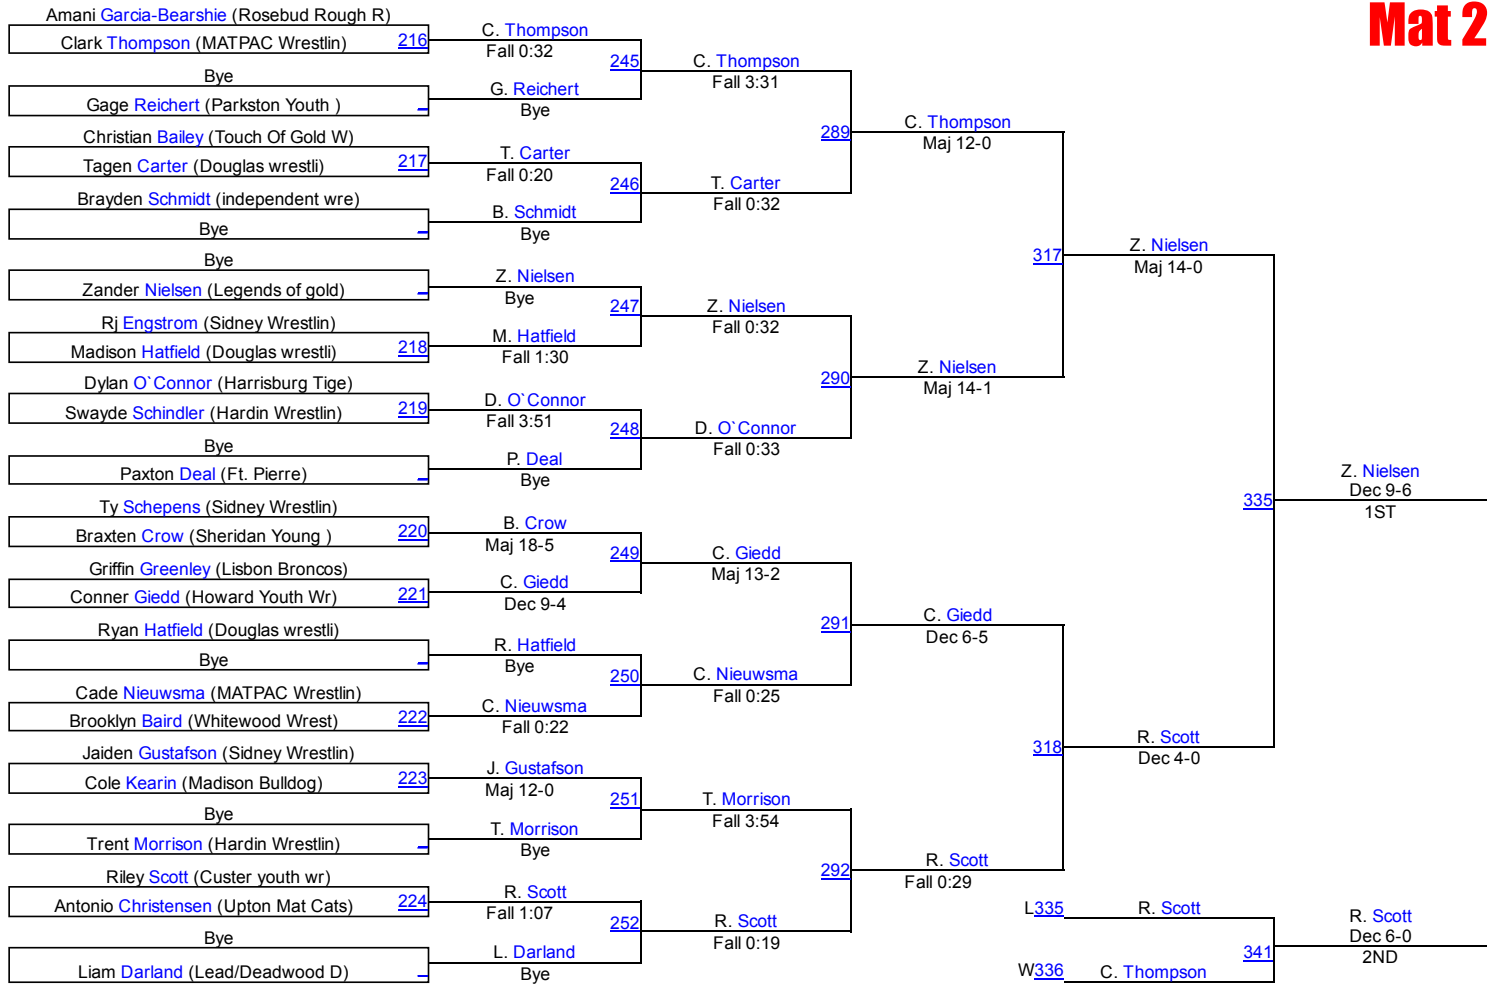 Mat 2
Amani Garcia-Bearshie (Rosebud Rough R)
Clark Thompson (MATPAC Wrestlin)
216
Bye
Gage Reichert (Parkston Youth )
_
Christian Bailey (Touch Of Gold W)
Tagen Carter (Douglas wrestli)
217
Brayden Schmidt (independent wre)
Bye
_
Bye
Zander Nielsen (Legends of gold)
_
Rj Engstrom (Sidney Wrestlin)
Madison Hatfield (Douglas wrestli)
218
Dylan O`Connor (Harrisburg Tige)
Swayde Schindler (Hardin Wrestlin)
219
Bye
Paxton Deal (Ft. Pierre)
_
Ty Schepens (Sidney Wrestlin)
Braxten Crow (Sheridan Young )
220
Griffin Greenley (Lisbon Broncos)
Conner Giedd (Howard Youth Wr)
221
Ryan Hatfield (Douglas wrestli)
Bye
_
Cade Nieuwsma (MATPAC Wrestlin)
Brooklyn Baird (Whitewood Wrest)
222
Jaiden Gustafson (Sidney Wrestlin)
Cole Kearin (Madison Bulldog)
223
Bye
Trent Morrison (Hardin Wrestlin)
_
Riley Scott (Custer youth wr)
Antonio Christensen (Upton Mat Cats)
224
Bye
Liam Darland (Lead/Deadwood D)
_
C. Thompson
Fall 0:32
245
G. Reichert
Bye
T. Carter
Fall 0:20
246
B. Schmidt
Bye
Z. Nielsen
Bye
247
M. Hatfield
Fall 1:30
D. O`Connor
Fall 3:51
248
P. Deal
Bye
B. Crow
Maj 18-5
249
C. Giedd
Dec 9-4
R. Hatfield
Bye
250
C. Nieuwsma
Fall 0:22
J. Gustafson
Maj 12-0
251
T. Morrison
Bye
R. Scott
Fall 1:07
252
L. Darland
Bye
C. Thompson
Fall 3:31
289
T. Carter
Fall 0:32
Z. Nielsen
Fall 0:32
290
D. O`Connor
Fall 0:33
C. Giedd
Maj 13-2
291
C. Nieuwsma
Fall 0:25
T. Morrison
Fall 3:54
292
R. Scott
Fall 0:19
C. Thompson
Maj 12-0
317
Z. Nielsen
Maj 14-1
C. Giedd
Dec 6-5
318
R. Scott
Fall 0:29
Z. Nielsen
Maj 14-0
335
R. Scott
Dec 4-0
Z. Nielsen
Dec 9-6
1ST
L335
R. Scott
341
W336
C. Thompson
R. Scott
Dec 6-0
2ND